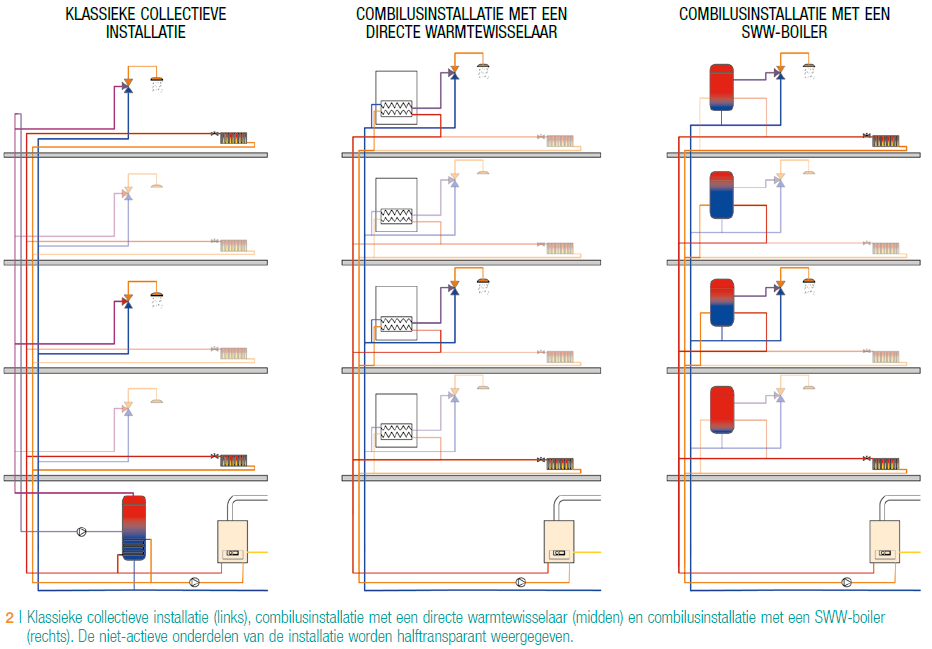 KLASSIEKE COLLECTIEVE
INSTALLATIE
COMBILUSINSTALLATIE MET EEN
DIRECTE WARMTEWISSELAAR
COMBILUSINSTALLATIE MET EEN
SWW-BOILER
2 | Klassieke collectieve installatie (links), combilusinstallatie met een directe warmtewisselaar (midden) en combilusinstallatie met een SWW-boiler
(rechts). De niet-actieve onderdelen van de installatie worden halftransparant weergegeven.